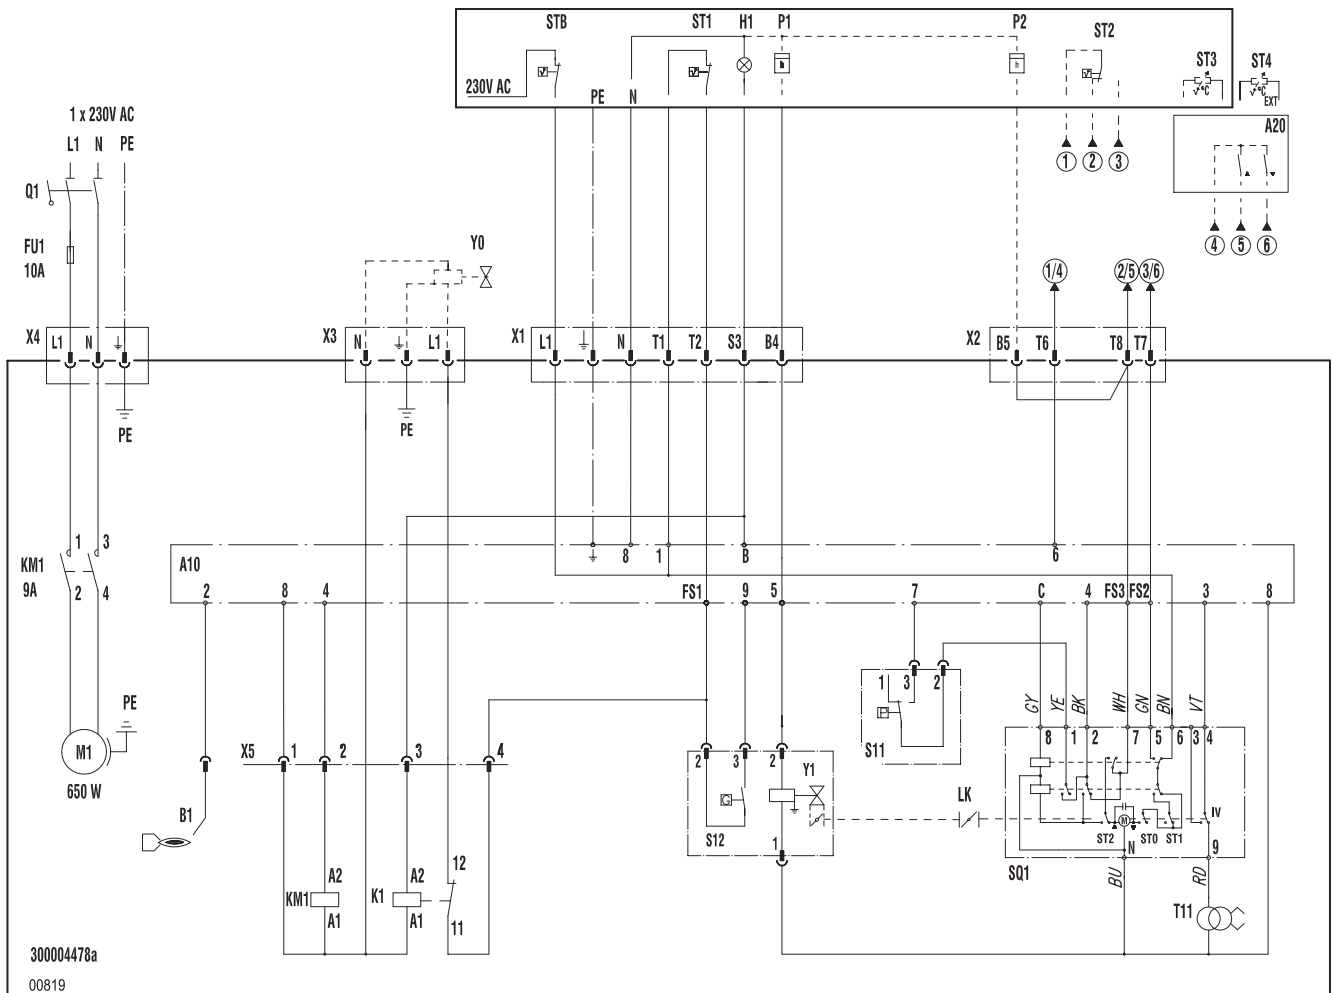 STB ST1 H1 P1 P2 ST2
ST3 ST4
230V AC
PE N
h h
°C °C
EXT
A20
1 x 230V AC
L1 N PE
1 2 3
Q1
FU1
10A
Y0
4 5 6
1/4 2/5 3/6
X4 L1 N
X3 N L1
X1 L1 N T1 T2 S3 B4
X2 B5 T6 T8 T7
PE
PE
KM1
9A
1 3
2 4
A10
8 1 B 6
2 8 4 FS1 9 5 7 C 4 FS3 FS2 3 8
GY YE BK WH GN BN VT
1 3 2
P
S11
PE
M1
650 W
X5 1 2 3 4
8 1 2 7 5 6 3 4
2 3 2
Y1
G
S12
1
B1
LK
M
ST2 ST0 ST1
IV
N 9
SQ1
BU RD
T11
A2 A2 12
KM1 K1
A1 A1 11
300004478a
00819